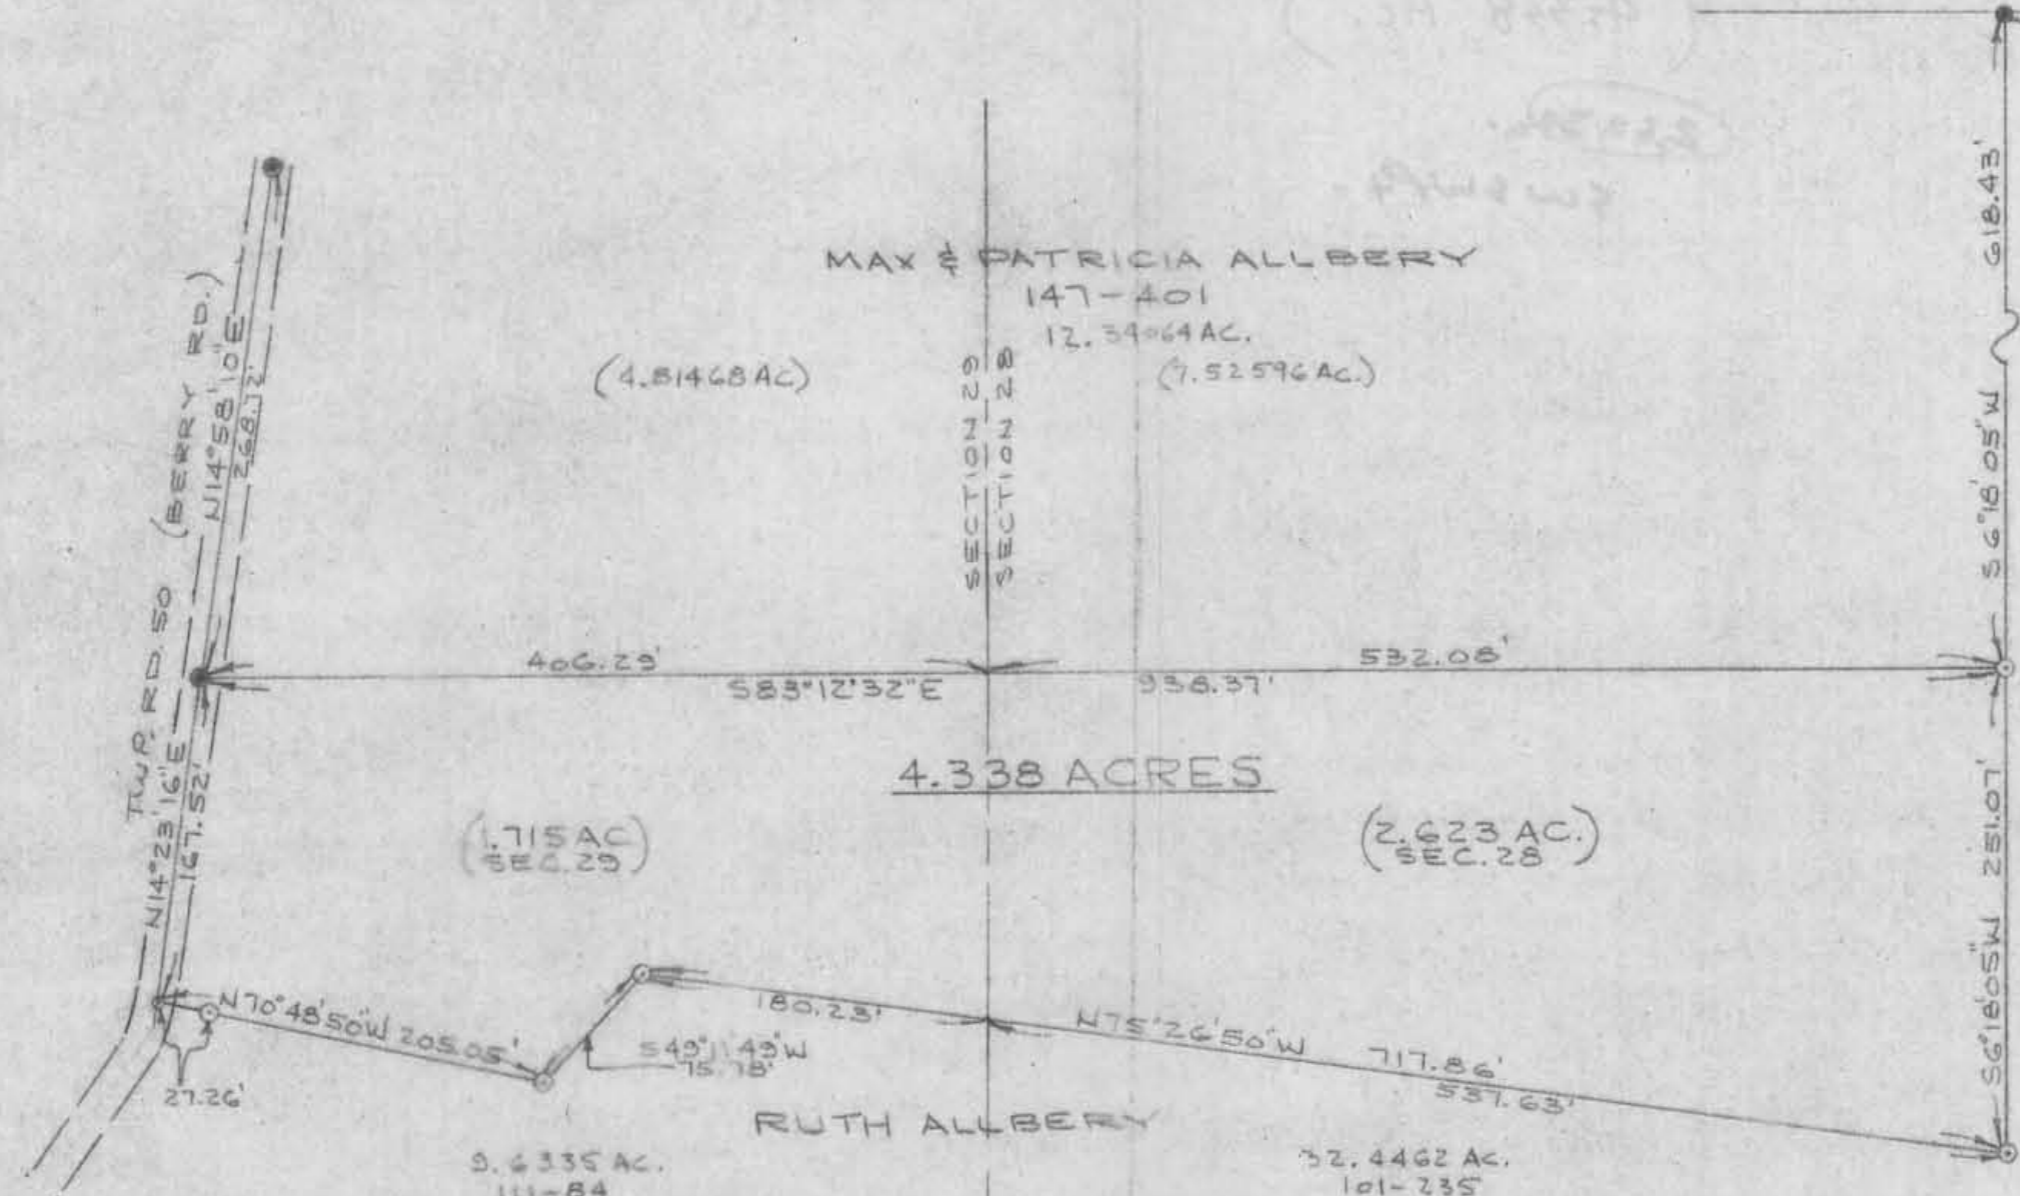 618.43'
MAX & PATRICIA ALLBERY
147-401
12.34064 AC.
(4.81468 AC)
(7.52596 AC.)
SECTION 29
SECTION 28
(BERRY RD.)
N14°58'10"E
268.12'
S6°18'05"W
TWP. RD. 50
406.29'
532.08'
S83°12'32"E
938.37'
4.338 ACRES
N14°23'16"E
167.52'
(1.715 AC
SEC. 29)
(2.623 AC.
SEC. 28)
S6°18'05"W 251.07'
N70°48'50"W 205.05'
27.26'
S49°11'49"W
75.78'
180.23'
N75°26'50"W 717.86'
537.63'
RUTH ALLBERY
9.6335 AC.
111-84
32.4462 AC.
101-235